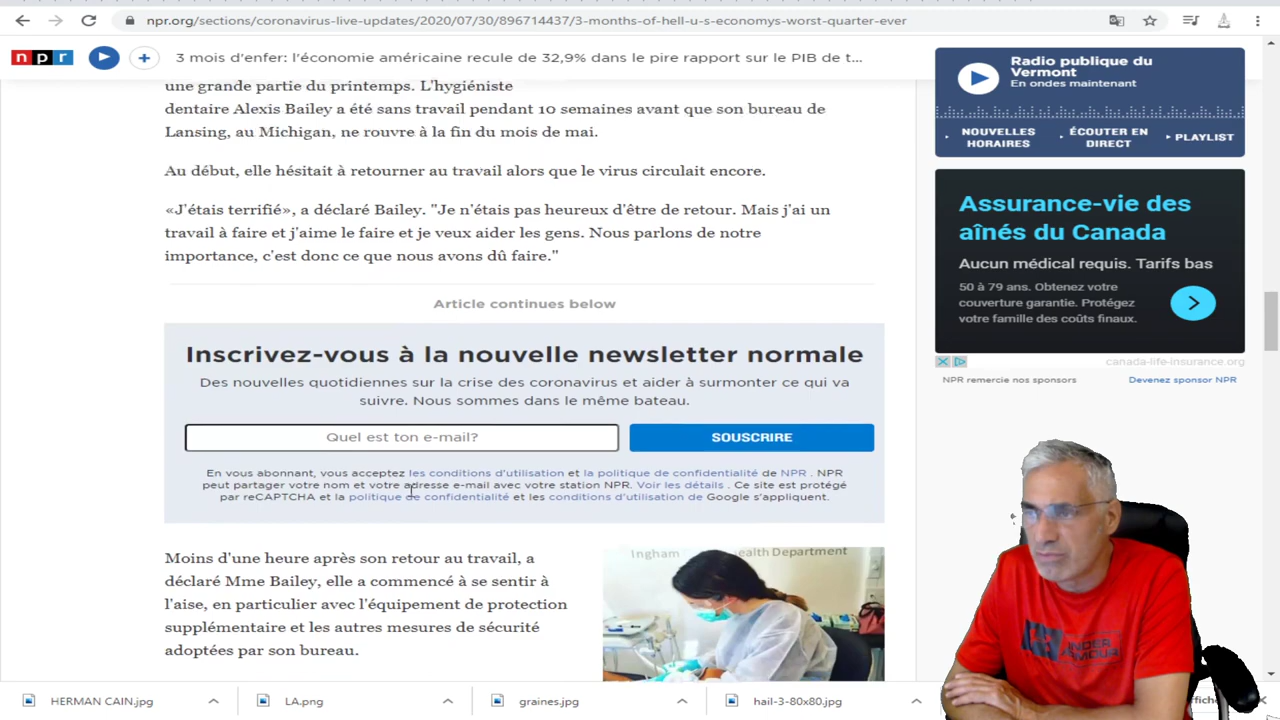 npr.org/sections/coronavirus-live-updates/2020/07/30/896714437/3-months-of-hell-u-s-economys-worst-quarter-ever
npr
3 mois d'enfer: l'économie américaine recule de 32,9% dans le pire rapport sur le PIB de t...
une grande partie du printemps. L'hygiéniste
dentaire Alexis Bailey a été sans travail pendant 10 semaines avant que son bureau de
Lansing, au Michigan, ne rouvre à la fin du mois de mai.
Au début, elle hésitait à retourner au travail alors que le virus circulait encore.
«J'étais terrifié», a déclaré Bailey. "Je n'étais pas heureux d'être de retour. Mais j'ai un
travail à faire et j'aime le faire et je veux aider les gens. Nous parlons de notre
importance, c'est donc ce que nous avons dû faire."
Article continues below
Inscrivez-vous à la nouvelle newsletter normale
Des nouvelles quotidiennes sur la crise des coronavirus et aider à surmonter ce qui va
suivre. Nous sommes dans le même bateau.
Quel est ton e-mail?
SOUSCRIRE
En vous abonnant, vous acceptez les conditions d'utilisation et la politique de confidentialité de NPR . NPR
peut partager votre nom et votre adresse e-mail avec votre station NPR. Voir les détails . Ce site est protégé
par reCAPTCHA et la politique de confidentialité et les conditions d'utilisation de Google s'appliquent.
Moins d'une heure après son retour au travail, a
déclaré Mme Bailey, elle a commencé à se sentir à
l'aise, en particulier avec l'équipement de protection
supplémentaire et les autres mesures de sécurité
adoptées par son bureau.
Ingham
Health Department
Radio publique du
Vermont
En ondes maintenant
NOUVELLES
HORAIRES
ÉCOUTER EN
DIRECT
PLAYLIST
Assurance-vie des
aînés du Canada
Aucun médical requis. Tarifs bas
50 à 79 ans. Obtenez votre
couverture garantie. Protégez
votre famille des coûts finaux.
canada-life-insurance.org
NPR remercie nos sponsors
Devenez sponsor NPR
UNDER
ARMOUR
HERMAN CAIN.jpg
LA.png
graines.jpg
hail-3-80x80.jpg